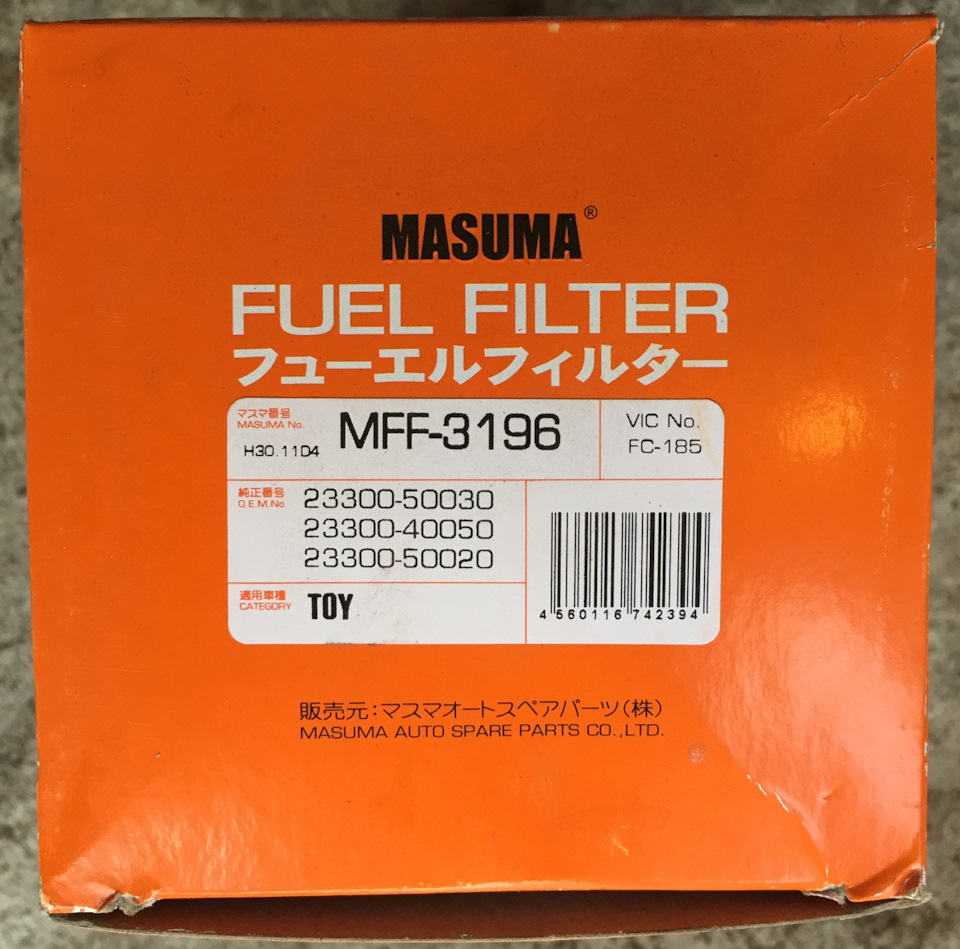 MASUMA®
FUEL FILTER
フューエルフィルター
マスマ番号
MASUMA No.
H30.11D4
MFF-3196
VIC No.
FC-185
純正番号
O.E.M.No.
23300-50030
23300-40050
23300-50020
適用車種
CATEGORY
TOY
4 560116 742394
販売元:マスマオートスペアパーツ(株)
MASUMA AUTO SPARE PARTS CO.,LTD.